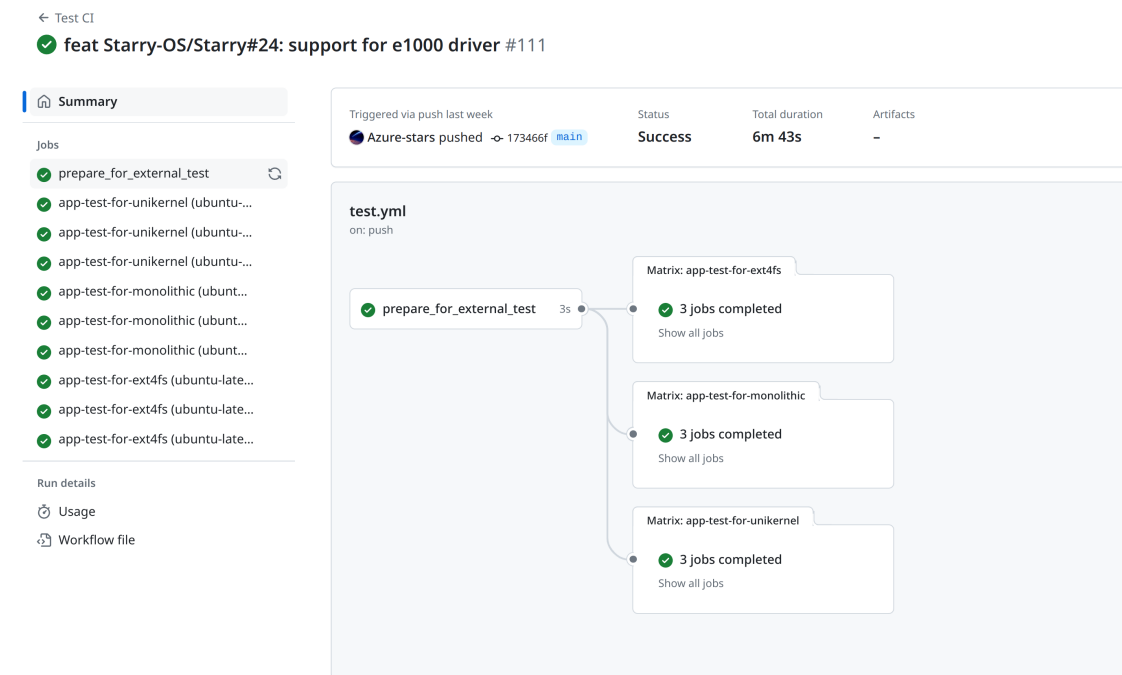 Test CI
feat Starry-OS/Starry#24: support for e1000 driver #111
Summary
Jobs
prepare_for_external_test
app-test-for-unikernel (ubuntu-...
app-test-for-unikernel (ubuntu-...
app-test-for-unikernel (ubuntu-...
app-test-for-monolithic (ubunt...
app-test-for-monolithic (ubunt...
app-test-for-monolithic (ubunt...
app-test-for-ext4fs (ubuntu-late...
app-test-for-ext4fs (ubuntu-late...
app-test-for-ext4fs (ubuntu-late...
Run details
Usage
Workflow file
Triggered via push last week
Azure-stars pushed 173466f main
Status
Success
Total duration
6m 43s
Artifacts
–
test.yml
on: push
prepare_for_external_test 3s
Matrix: app-test-for-ext4fs
3 jobs completed
Show all jobs
Matrix: app-test-for-monolithic
3 jobs completed
Show all jobs
Matrix: app-test-for-unikernel
3 jobs completed
Show all jobs